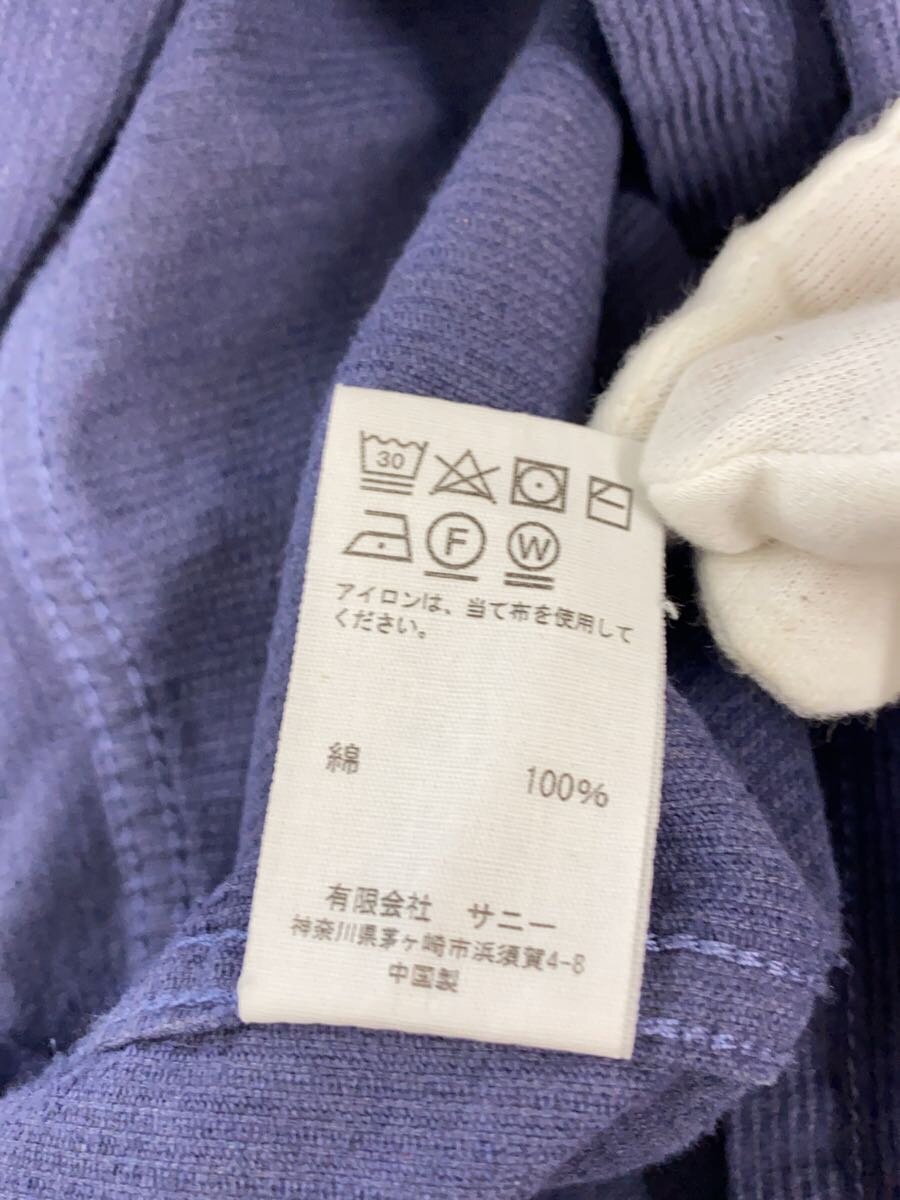 30
F W
アイロンは、当て布を使用して
ください。
綿 100%
有限会社 サニー
神奈川県茅ヶ崎市浜須賀4-8
中国製